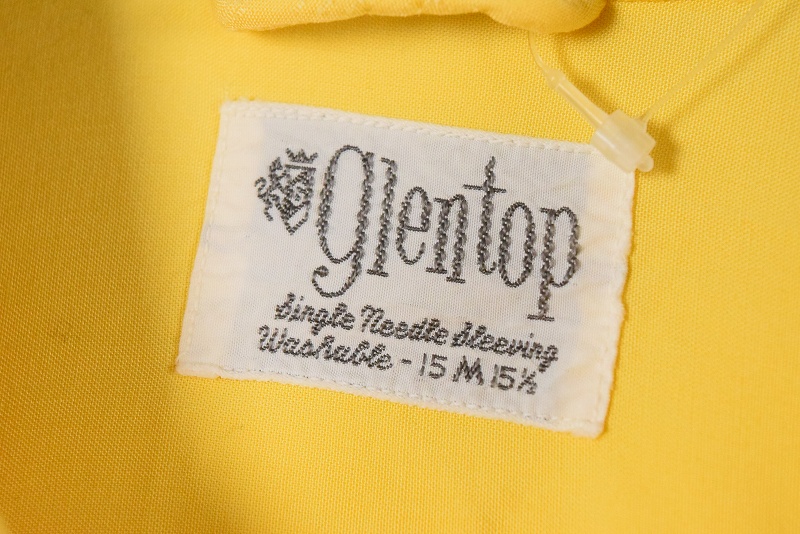 glentop
Single Needle Sleeving
Washable - 15 M 15½